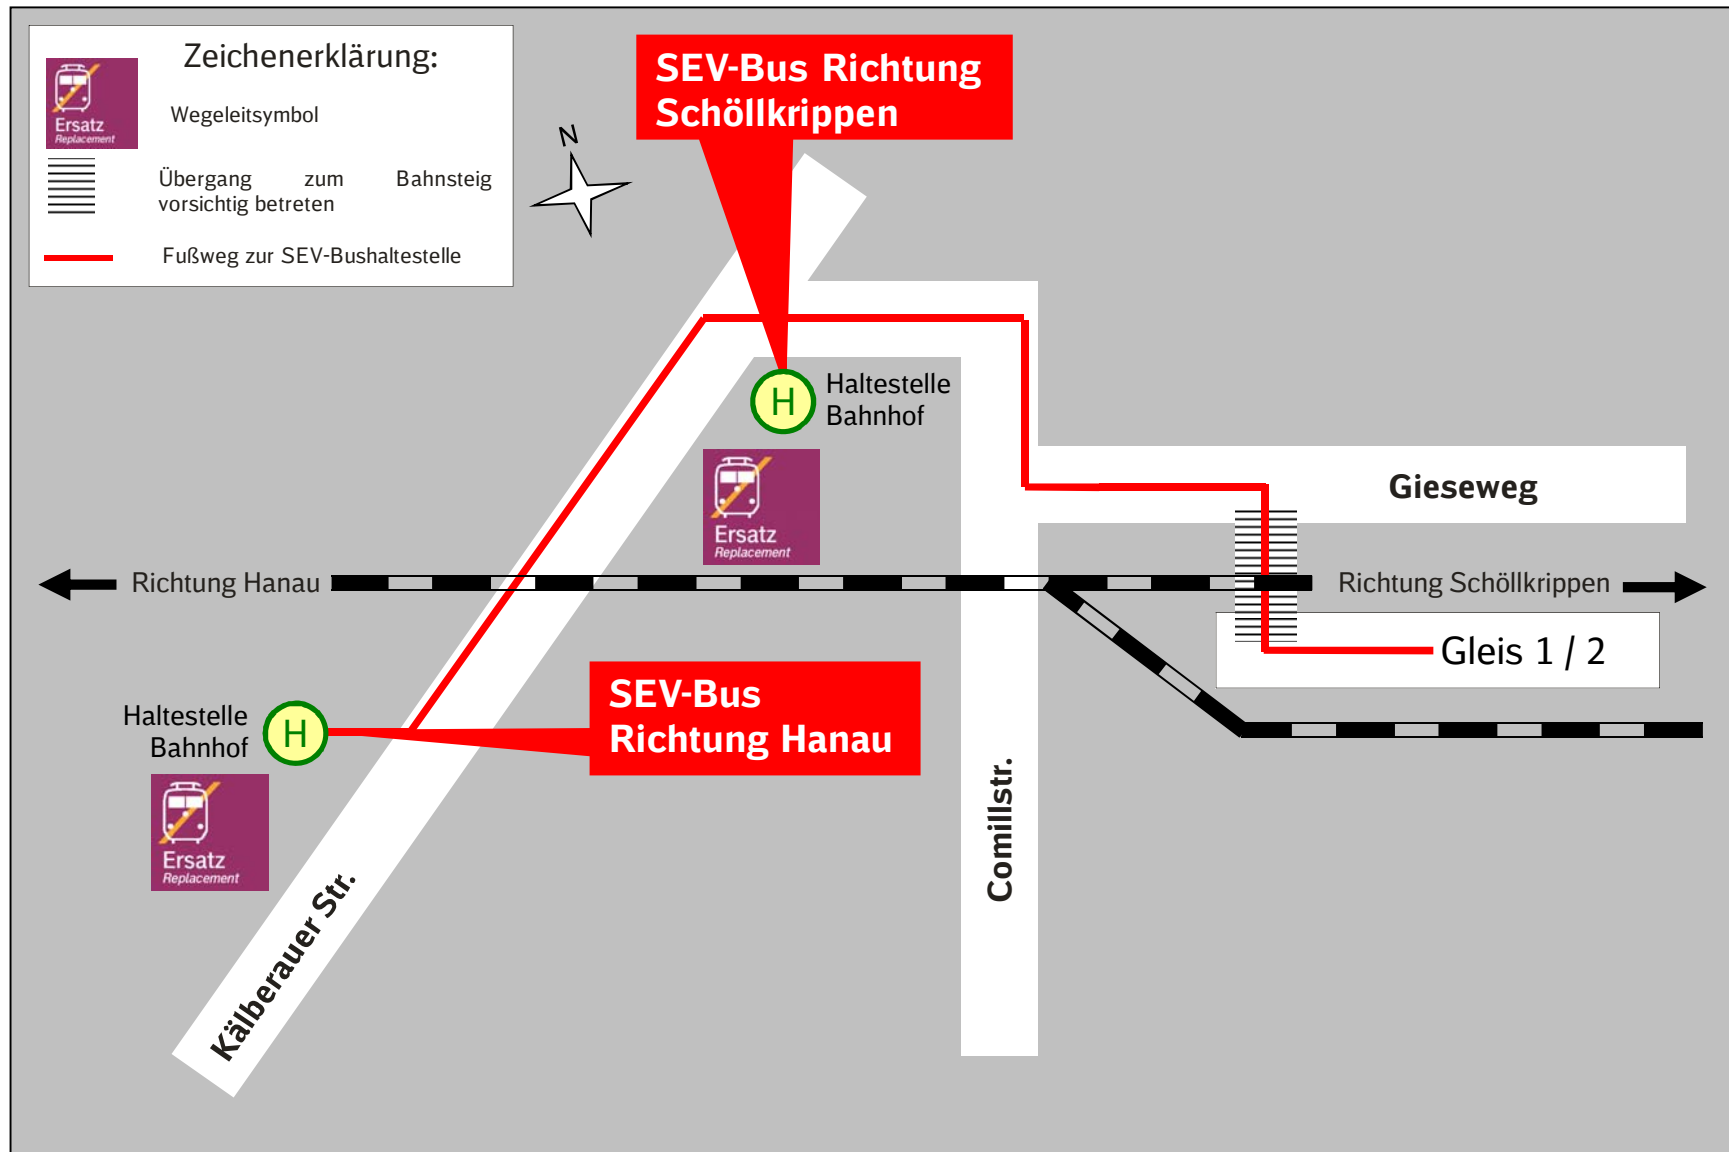 Zeichenerklärung:
Ersatz
Replacement
Wegeleitsymbol
Übergang zum Bahnsteig
vorsichtig betreten
Fußweg zur SEV-Bushaltestelle
N
SEV-Bus Richtung
Schöllkrippen
H
Haltestelle
Bahnhof
Ersatz
Replacement
Gieseweg
Richtung Hanau
Richtung Schöllkrippen
Gleis 1 / 2
SEV-Bus
Richtung Hanau
Haltestelle
Bahnhof
H
Ersatz
Replacement
Kälberauer Str.
Comillstr.